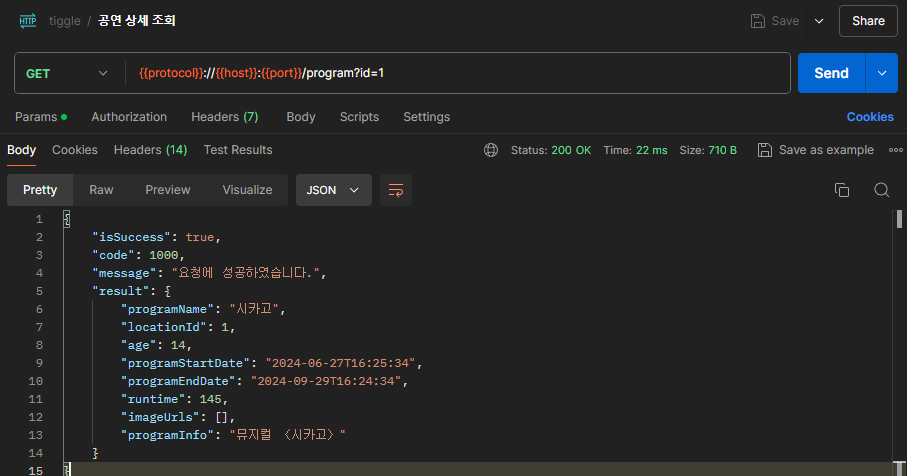 HTTP tiggle / 공연 상세 조회 Save Share
GET {{protocol}}://{{host}}:{{port}}/program?id=1 Send
Params Authorization Headers (7) Body Scripts Settings Cookies
Body Cookies Headers (14) Test Results Status: 200 OK Time: 22 ms Size: 710 B Save as example
Pretty Raw Preview Visualize JSON
1 {
2 "isSuccess": true,
3 "code": 1000,
4 "message": "요청에 성공하였습니다.",
5 "result": {
6 "programName": "시카고",
7 "locationId": 1,
8 "age": 14,
9 "programStartDate": "2024-06-27T16:25:34",
10 "programEndDate": "2024-09-29T16:24:34",
11 "runtime": 145,
12 "imageUrls": [],
13 "programInfo": "뮤지컬 〈시카고〉"
14 }
15 }